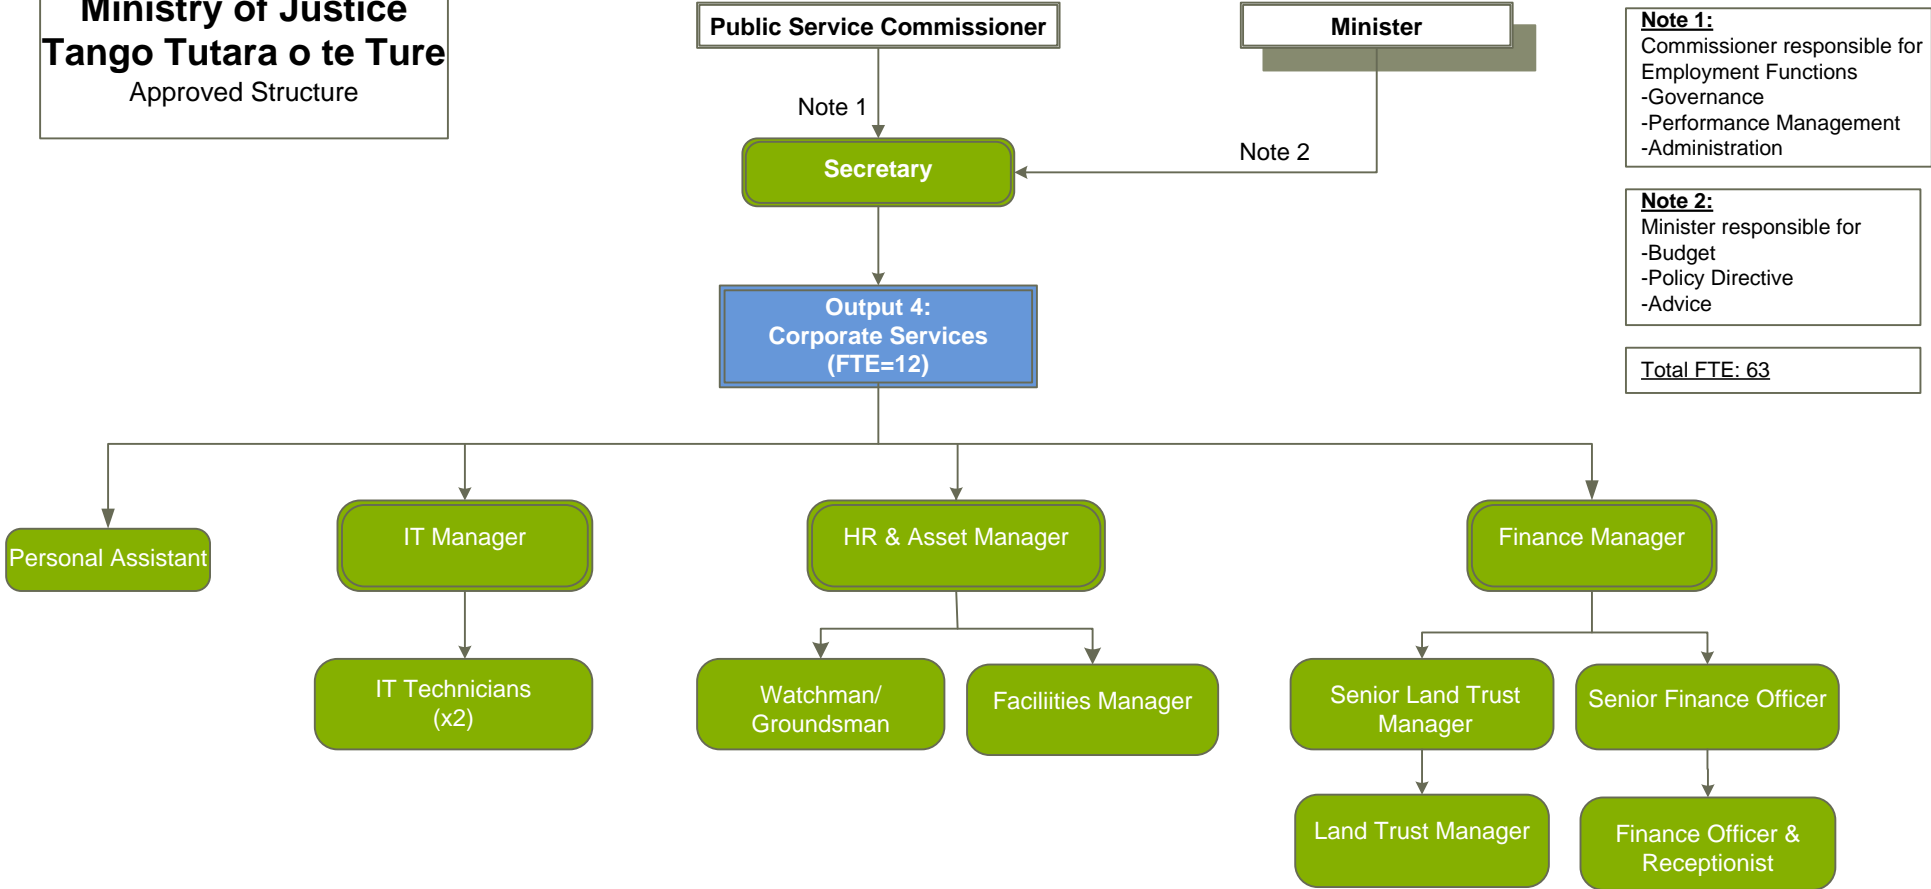 Ministry of Justice
Tango Tutara o te Ture
Approved Structure
Public Service Commissioner
Minister
Note 1:
Commissioner responsible for
Employment Functions
-Governance
-Performance Management
-Administration
Note 1
Note 2
Secretary
Note 2:
Minister responsible for
-Budget
-Policy Directive
-Advice
Output 4:
Corporate Services
(FTE=12)
Total FTE: 63
Personal Assistant
IT Manager
HR & Asset Manager
Finance Manager
IT Technicians
(x2)
Watchman/
Groundsman
Faciliities Manager
Senior Land Trust
Manager
Senior Finance Officer
Land Trust Manager
Finance Officer &
Receptionist